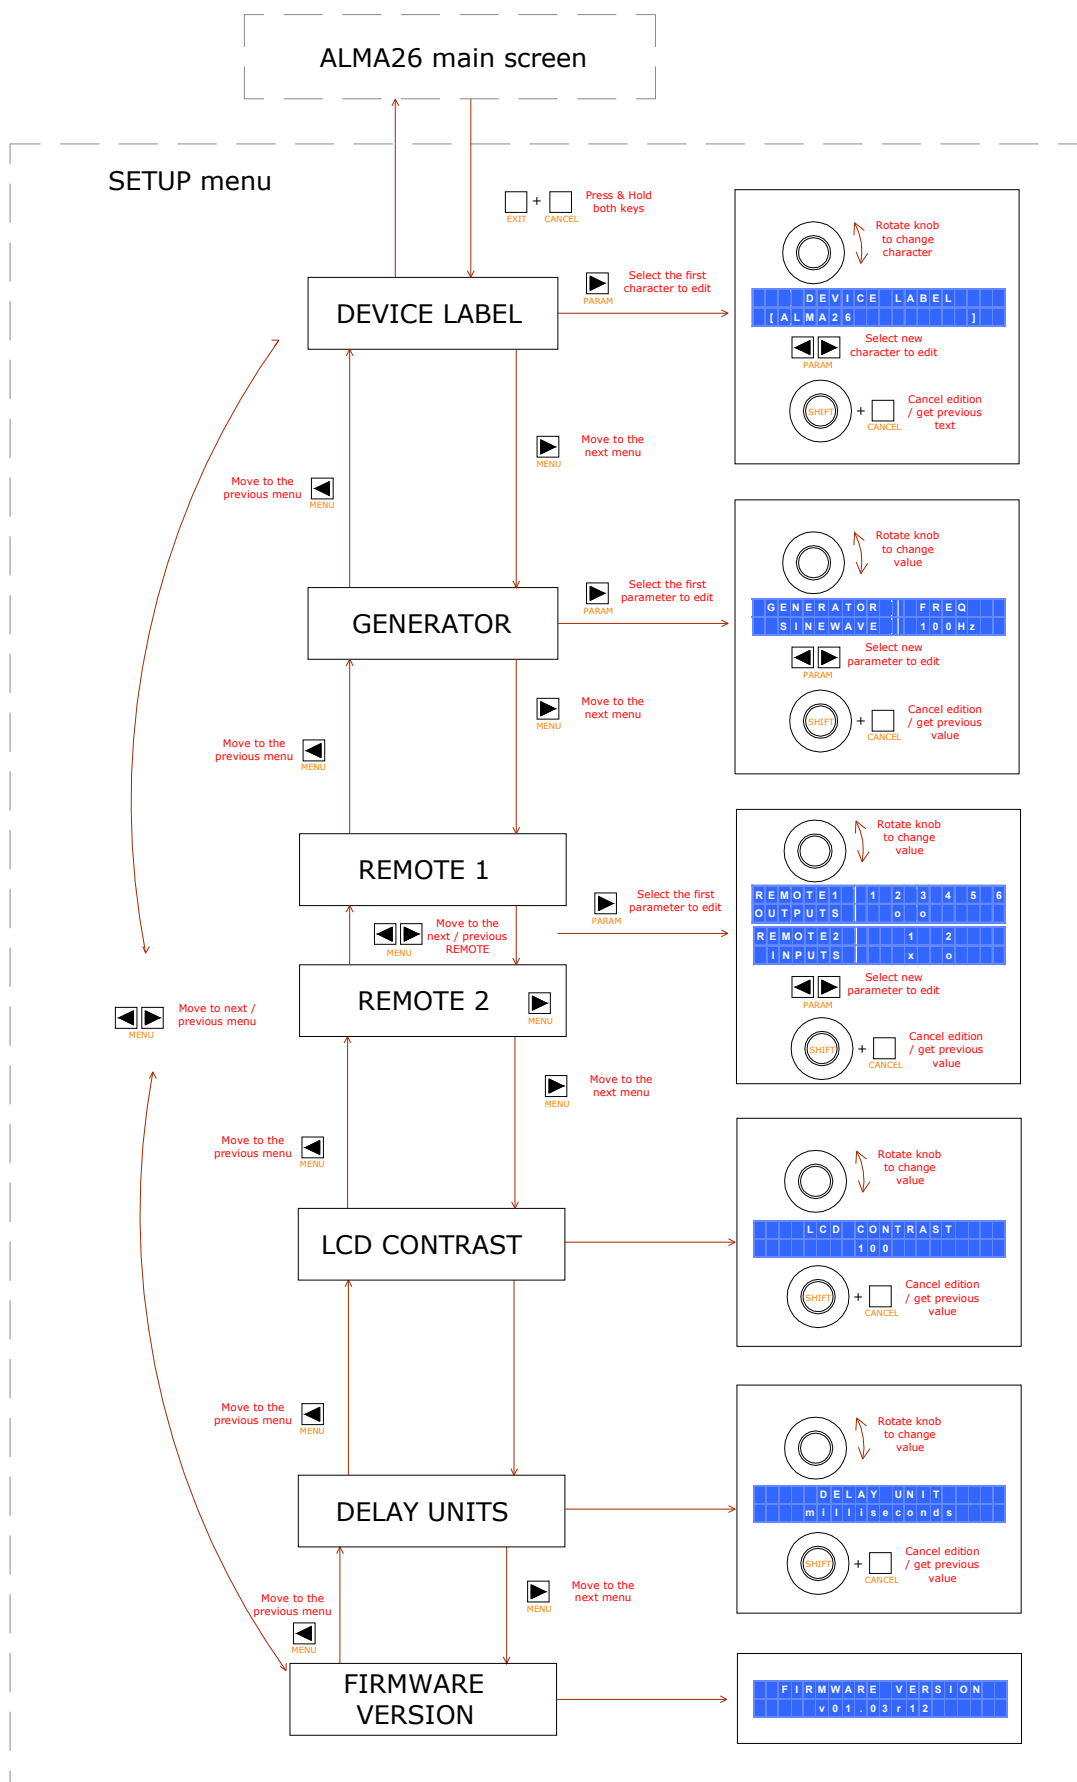 ALMA26 main screen
SETUP menu
EXIT
+
CANCEL
Press & Hold
both keys
DEVICE LABEL
PARAM
Select the first
character to edit
Rotate knob
to change
character
DEVICE LABEL
[ALMA26 ]
PARAM
Select new
character to edit
SHIFT
+
CANCEL
Cancel edition
/ get previous
text
MENU
Move to the
next menu
Move to the
previous menu
MENU
GENERATOR
PARAM
Select the first
parameter to edit
Rotate knob
to change
value
GENERATOR | FREQ
SINEWAVE | 100Hz
PARAM
Select new
parameter to edit
SHIFT
+
CANCEL
Cancel edition
/ get previous
value
MENU
Move to the
next menu
Move to the
previous menu
MENU
REMOTE 1
MENU
Move to the
next / previous
REMOTE
REMOTE 2
MENU
PARAM
Select the first
parameter to edit
Rotate knob
to change
value
REMOTE1 | 1 2 3 4 5 6
OUTPUTS | o o
REMOTE2 | 1 2
INPUTS | x o
PARAM
Select new
parameter to edit
SHIFT
+
CANCEL
Cancel edition
/ get previous
value
MENU
Move to next /
previous menu
MENU
Move to the
next menu
Move to the
previous menu
MENU
LCD CONTRAST
Rotate knob
to change
value
LCD CONTRAST
100
SHIFT
+
CANCEL
Cancel edition
/ get previous
value
Move to the
previous menu
MENU
DELAY UNITS
Rotate knob
to change
value
DELAY UNIT
milliseconds
SHIFT
+
CANCEL
Cancel edition
/ get previous
value
MENU
Move to the
next menu
Move to the
previous menu
MENU
FIRMWARE
VERSION
FIRMWARE VERSION
v01.03r12